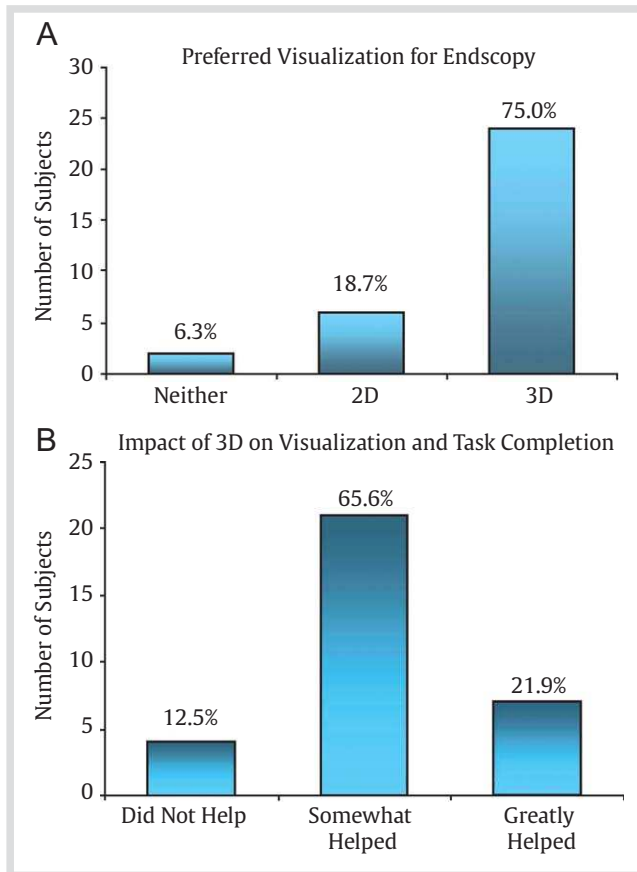 A
Preferred Visualization for Endscopy
Number of Subjects
30
25
20
15
10
5
0
6.3%
18.7%
75.0%
Neither
2D
3D
B
Impact of 3D on Visualization and Task Completion
Number of Subjects
25
20
15
10
5
0
12.5%
65.6%
21.9%
Did Not Help
Somewhat
Helped
Greatly
Helped